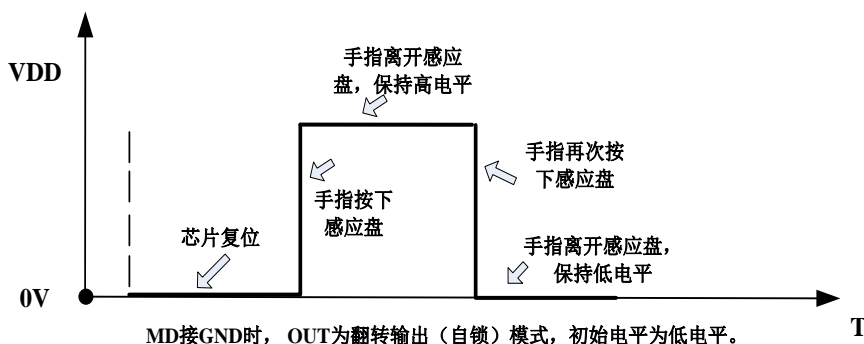 VDD
手指离开感应
盘，保持高电平
手指再次按
下感应盘
手指按下
感应盘
芯片复位
手指离开感应盘，
保持低电平
0V
T
MD接GND时， OUT为翻转输出（自锁）模式，初始电平为低电平。